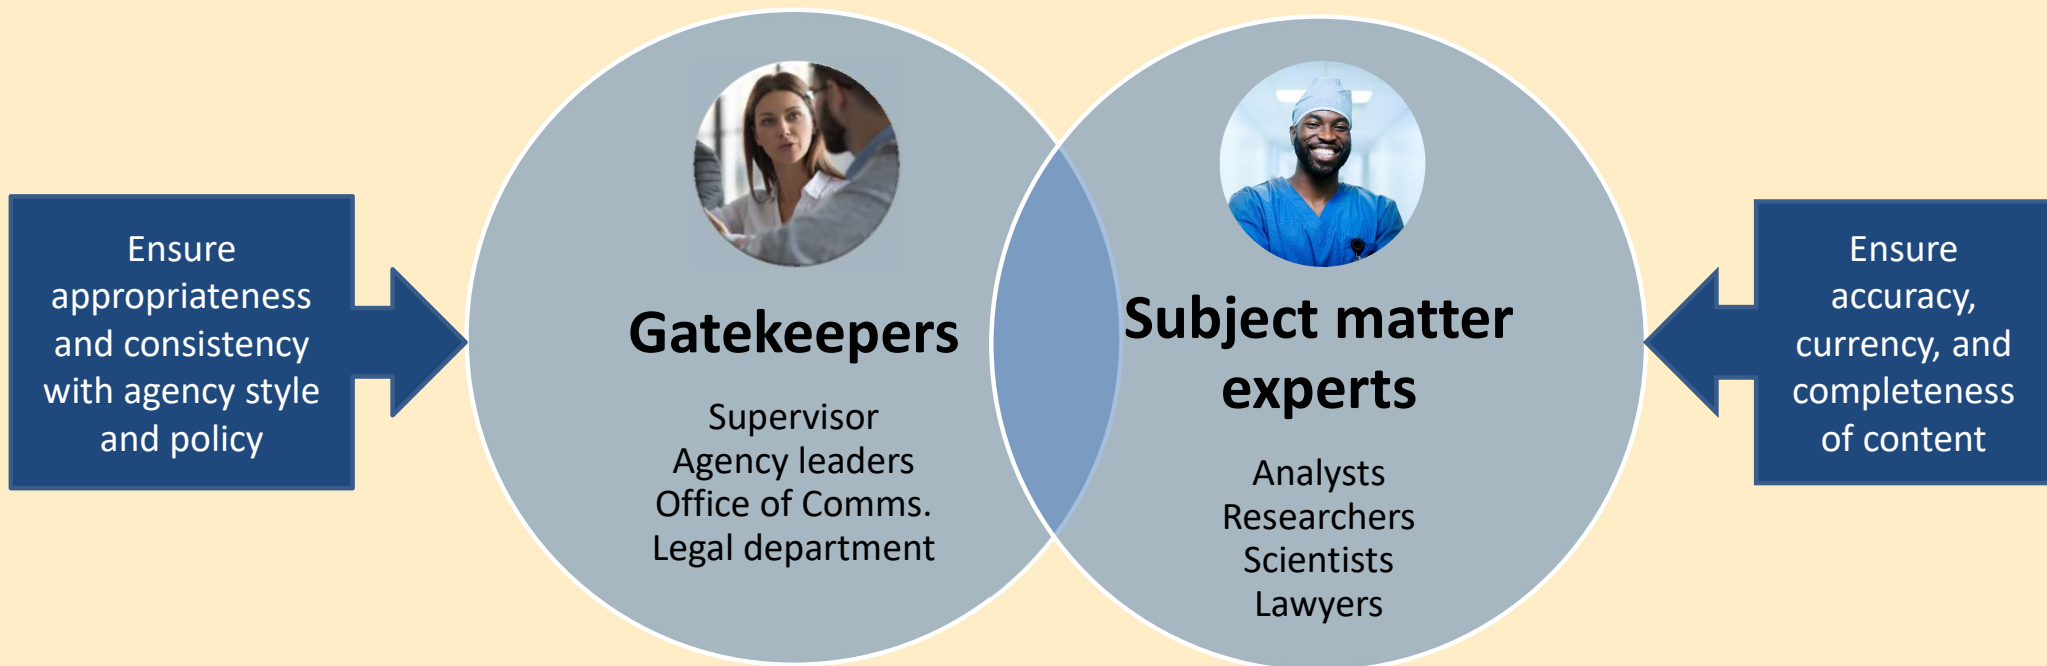 Ensure
appropriateness
and consistency
with agency style
and policy
Gatekeepers
Supervisor
Agency leaders
Office of Comms.
Legal department
Subject matter
experts
Analysts
Researchers
Scientists
Lawyers
Ensure
accuracy,
currency, and
completeness
of content